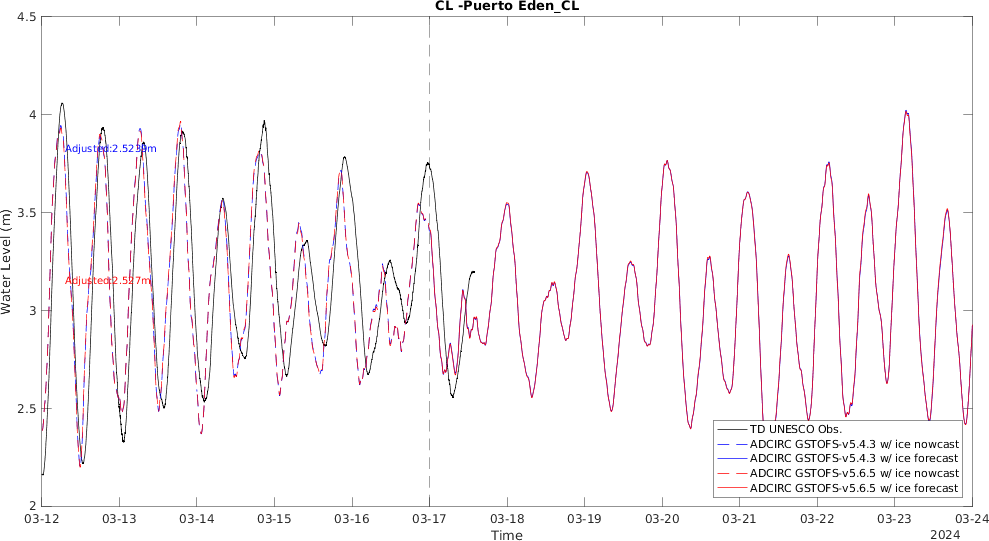 CL -Puerto Eden_CL
4.5
4
3.5
3
2.5
2
Water Level (m)
Adjusted:2.5239m
Adjusted:2.527m
TD UNESCO Obs.
ADCIRC GSTOFS-v5.4.3 w/ ice nowcast
ADCIRC GSTOFS-v5.4.3 w/ ice forecast
ADCIRC GSTOFS-v5.6.5 w/ ice nowcast
ADCIRC GSTOFS-v5.6.5 w/ ice forecast
03-12 03-13 03-14 03-15 03-16 03-17 03-18 03-19 03-20 03-21 03-22 03-23 03-24
Time
2024